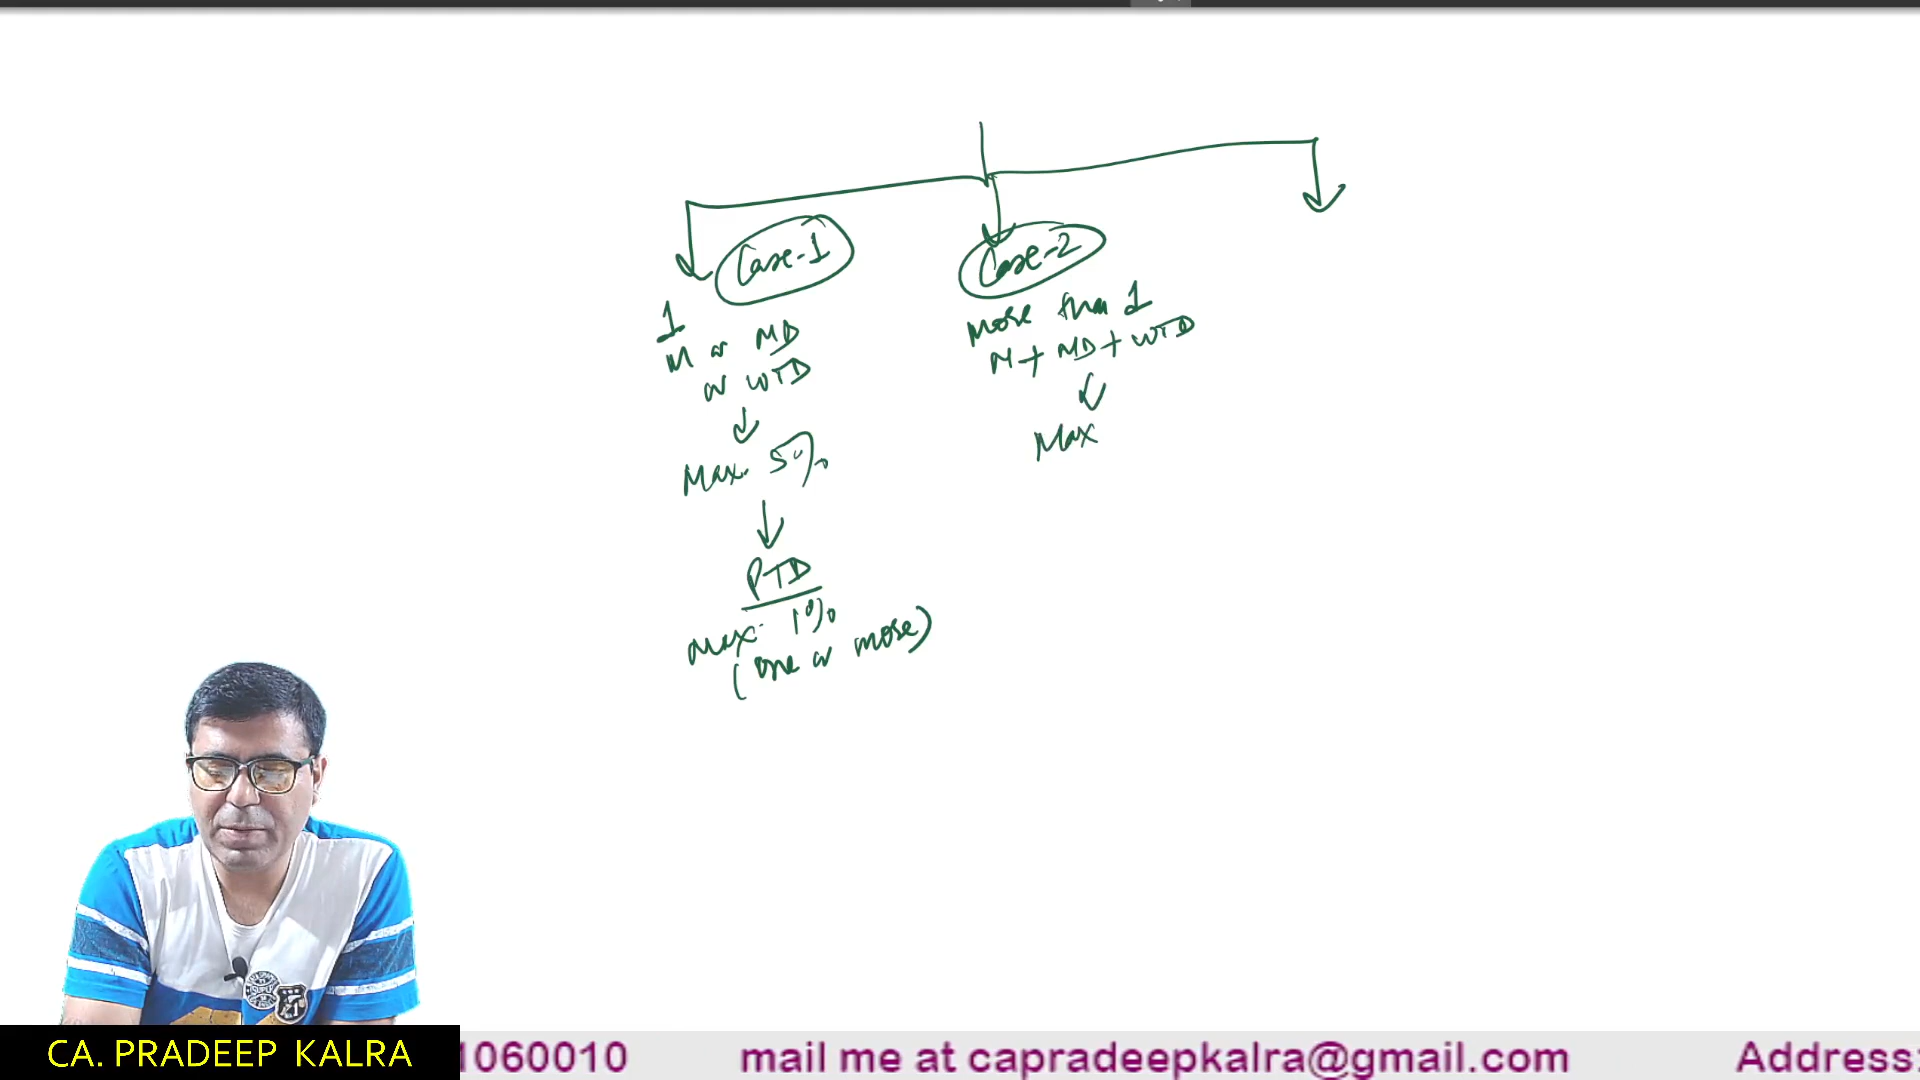 Case-1
1
M or MD
or WTD
Max. 5%
PTD
Max. 1%
(one or more)
Case-2
More than 1
M + MD + WTD
Max
CA. PRADEEP KALRA
1060010 mail me at capradeepkalra@gmail.com Address: